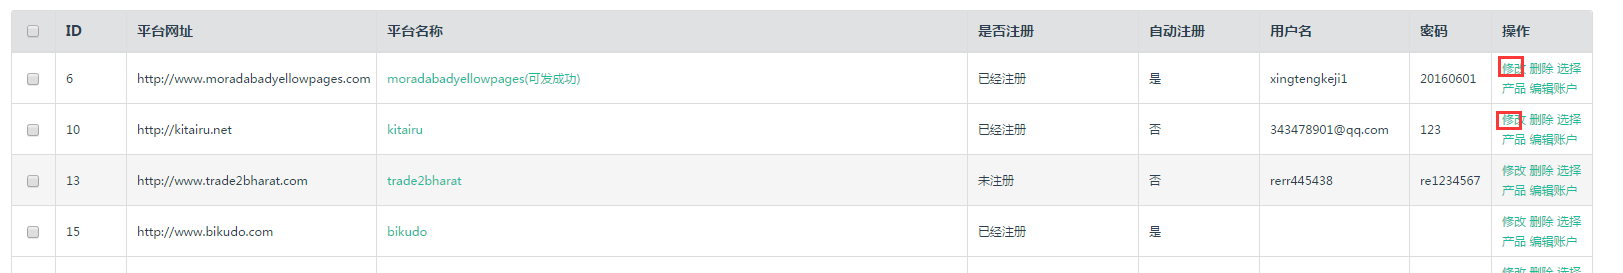 ID 平台网址 平台名称 是否注册 自动注册 用户名 密码 操作
6 http://www.moradabadyellowpages.com moradabadyellowpages(可发成功) 已经注册 是 xingtengkeji1 20160601 修改 删除 选择
产品 编辑账户
10 http://kitairu.net kitairu 已经注册 否 343478901@qq.com 123 修改 删除 选择
产品 编辑账户
13 http://www.trade2bharat.com trade2bharat 未注册 否 rerr445438 re1234567 修改 删除 选择
产品 编辑账户
15 http://www.bikudo.com bikudo 已经注册 是 修改 删除 选择
产品 编辑账户
修改 删除 选择